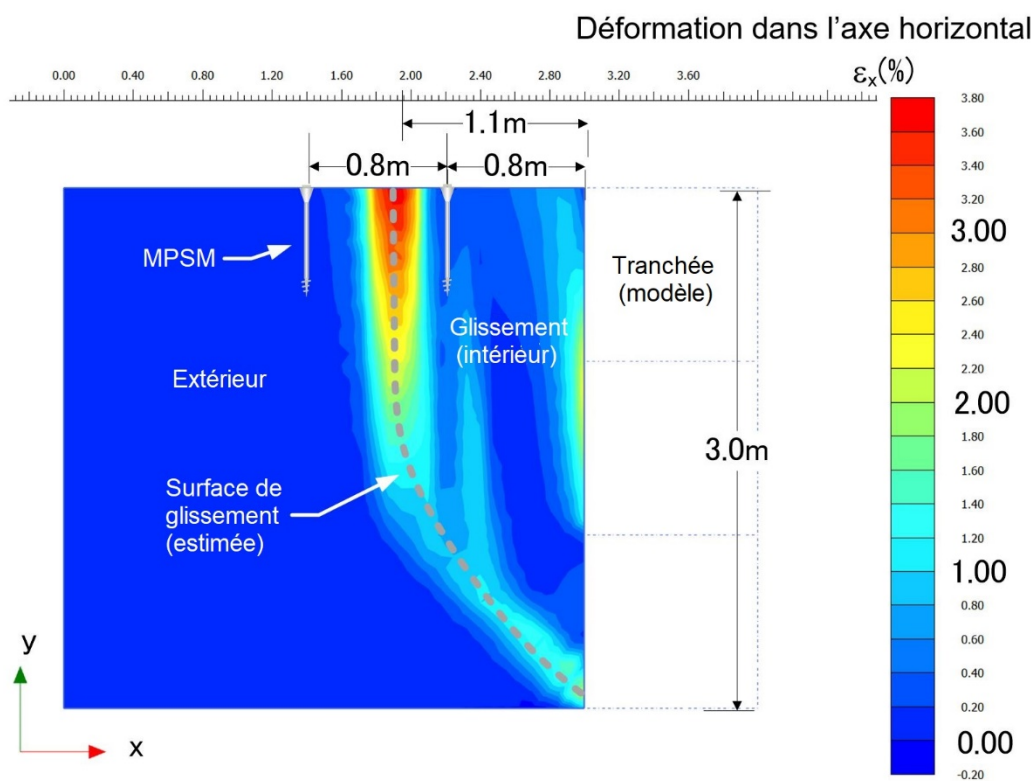 Déformation dans l'axe horizontal
εx(%)
0.00 0.40 0.80 1.20 1.60 2.00 2.40 2.80 3.20 3.60
1.1m
0.8m 0.8m
MPSM
Tranchée
(modèle)
Glissement
(intérieur)
Extérieur
3.0m
Surface de
glissement
(estimée)
y
x
3.80
3.60
3.40
3.20
3.00
2.80
2.60
2.40
2.20
2.00
1.80
1.60
1.40
1.20
1.00
0.80
0.60
0.40
0.20
0.00
-0.20